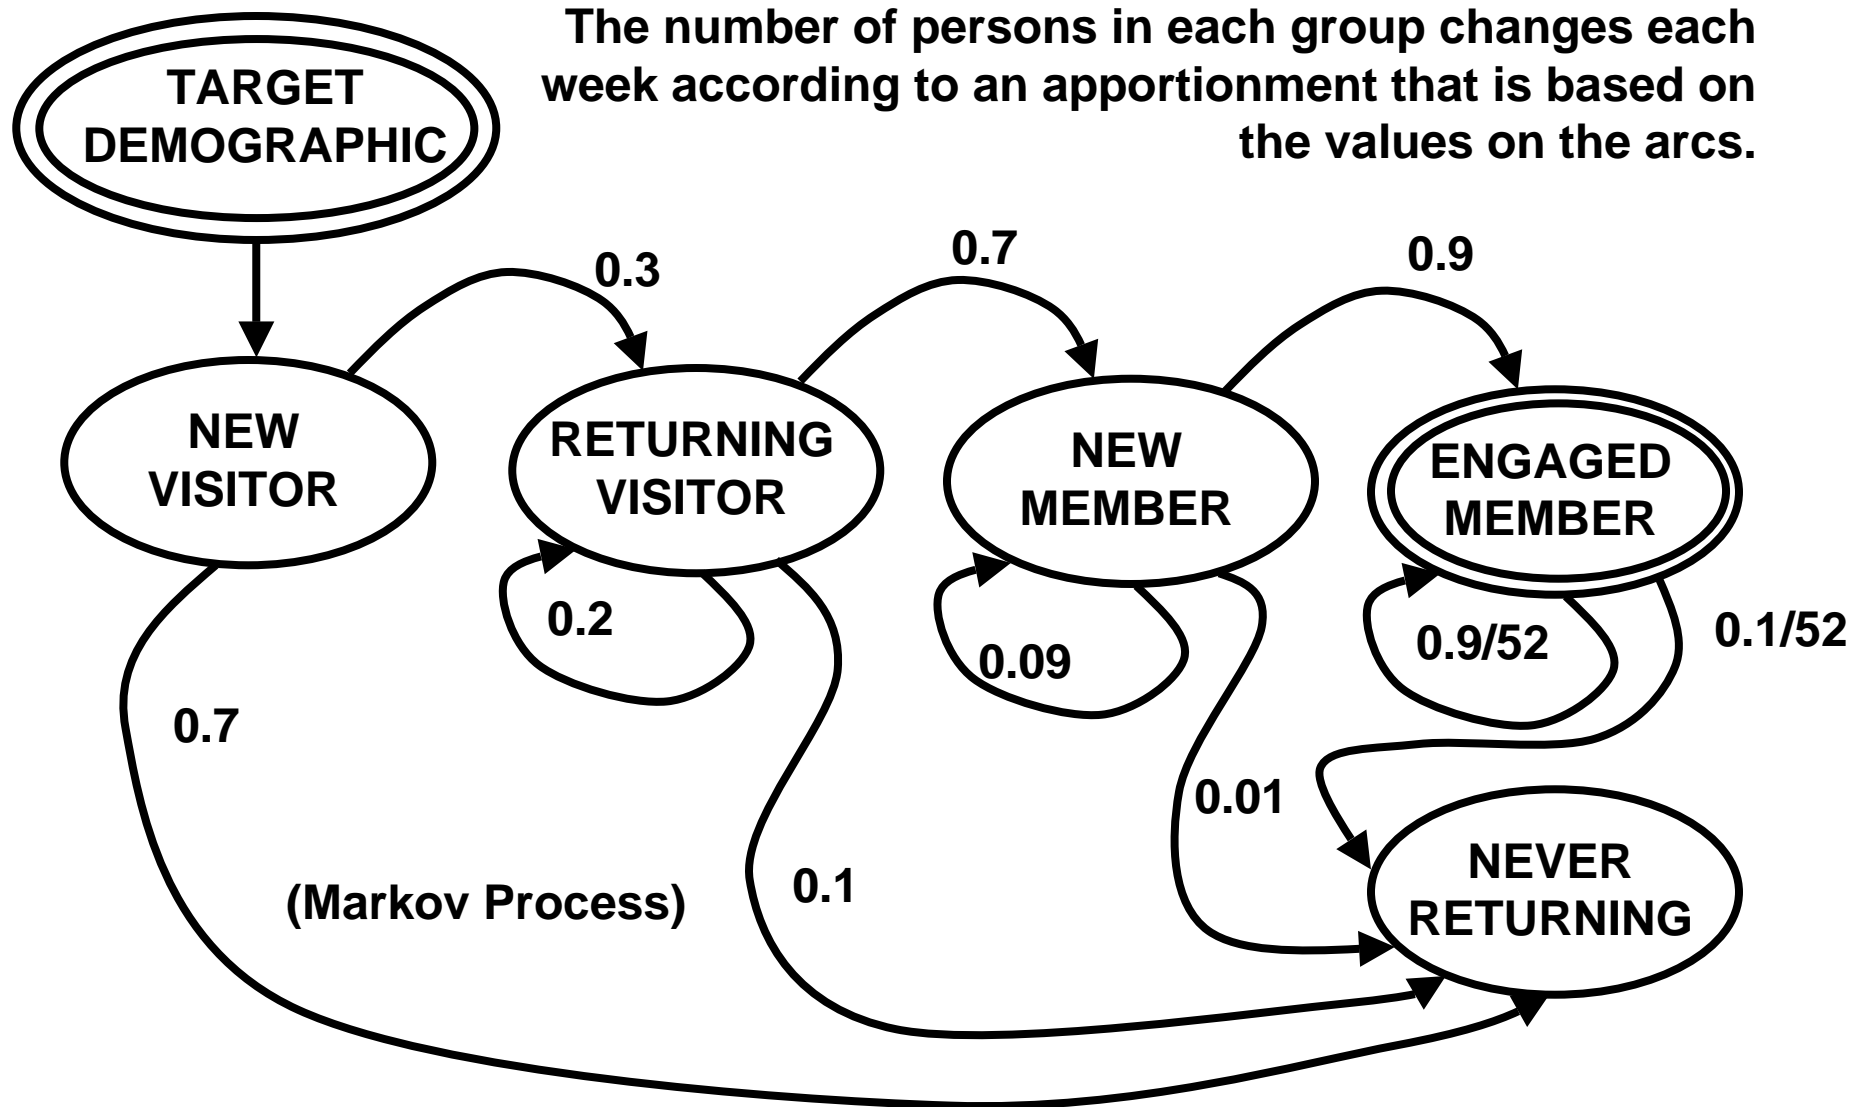 The number of persons in each group changes each
week according to an apportionment that is based on
the values on the arcs.
TARGET
DEMOGRAPHIC
0.3
0.7
0.9
NEW
VISITOR
RETURNING
VISITOR
NEW
MEMBER
ENGAGED
MEMBER
0.2
0.09
0.9/52
0.1/52
0.7
0.01
0.1
(Markov Process)
NEVER
RETURNING